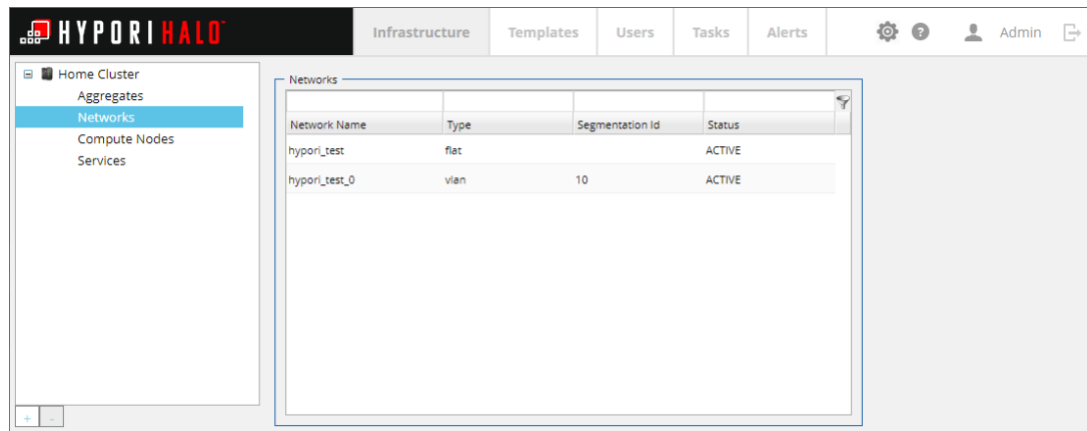 HYPORI HALO
Infrastructure Templates Users Tasks Alerts Admin
Home Cluster
Aggregates
Networks
Compute Nodes
Services
Networks
Network Name Type Segmentation Id Status
hypori_test flat ACTIVE
hypori_test_0 vlan 10 ACTIVE
+ -